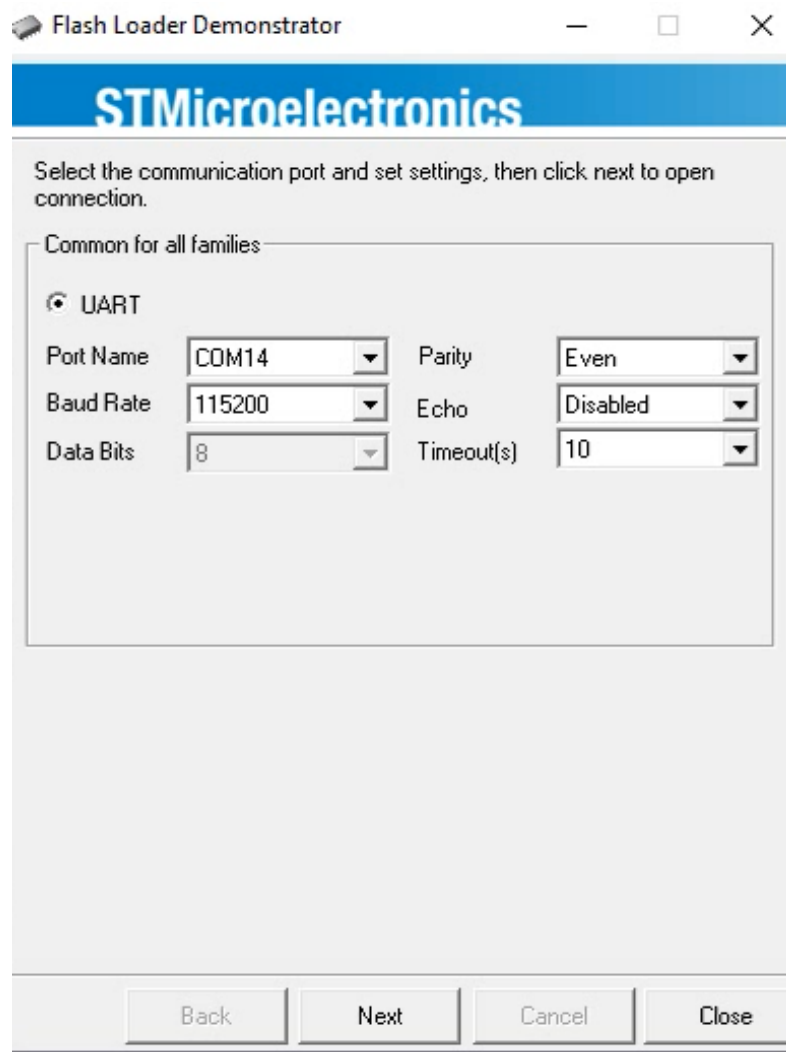 Flash Loader Demonstrator
STMicroelectronics
Select the communication port and set settings, then click next to open
connection.
Common for all families
UART
Port Name COM14 Parity Even
Baud Rate 115200 Echo Disabled
Data Bits 8 Timeout(s) 10
Back Next Cancel Close